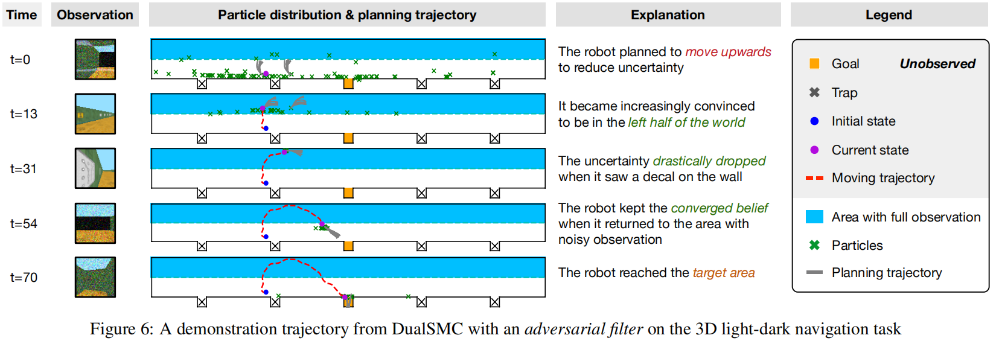 Time Observation Particle distribution & planning trajectory Explanation Legend
t=0
The robot planned to move upwards
to reduce uncertainty
t=13
It became increasingly convinced
to be in the left half of the world
t=31
The uncertainty drastically dropped
when it saw a decal on the wall
t=54
The robot kept the converged belief
when it returned to the area with
noisy observation
t=70
The robot reached the target area
Goal Unobserved
Trap
Initial state
Current state
Moving trajectory
Area with full observation
Particles
Planning trajectory
Figure 6: A demonstration trajectory from DualSMC with an adversarial filter on the 3D light-dark navigation task